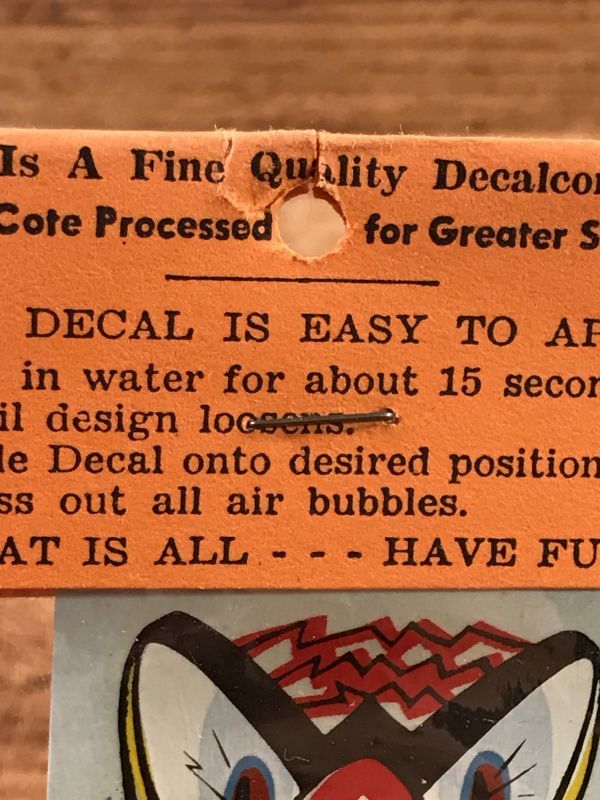 Is A Fine Quality Decalco
Cote Processed for Greater S
DECAL IS EASY TO AP
in water for about 15 secon
il design loosens.
le Decal onto desired position
ss out all air bubbles.
AT IS ALL - - - HAVE FU